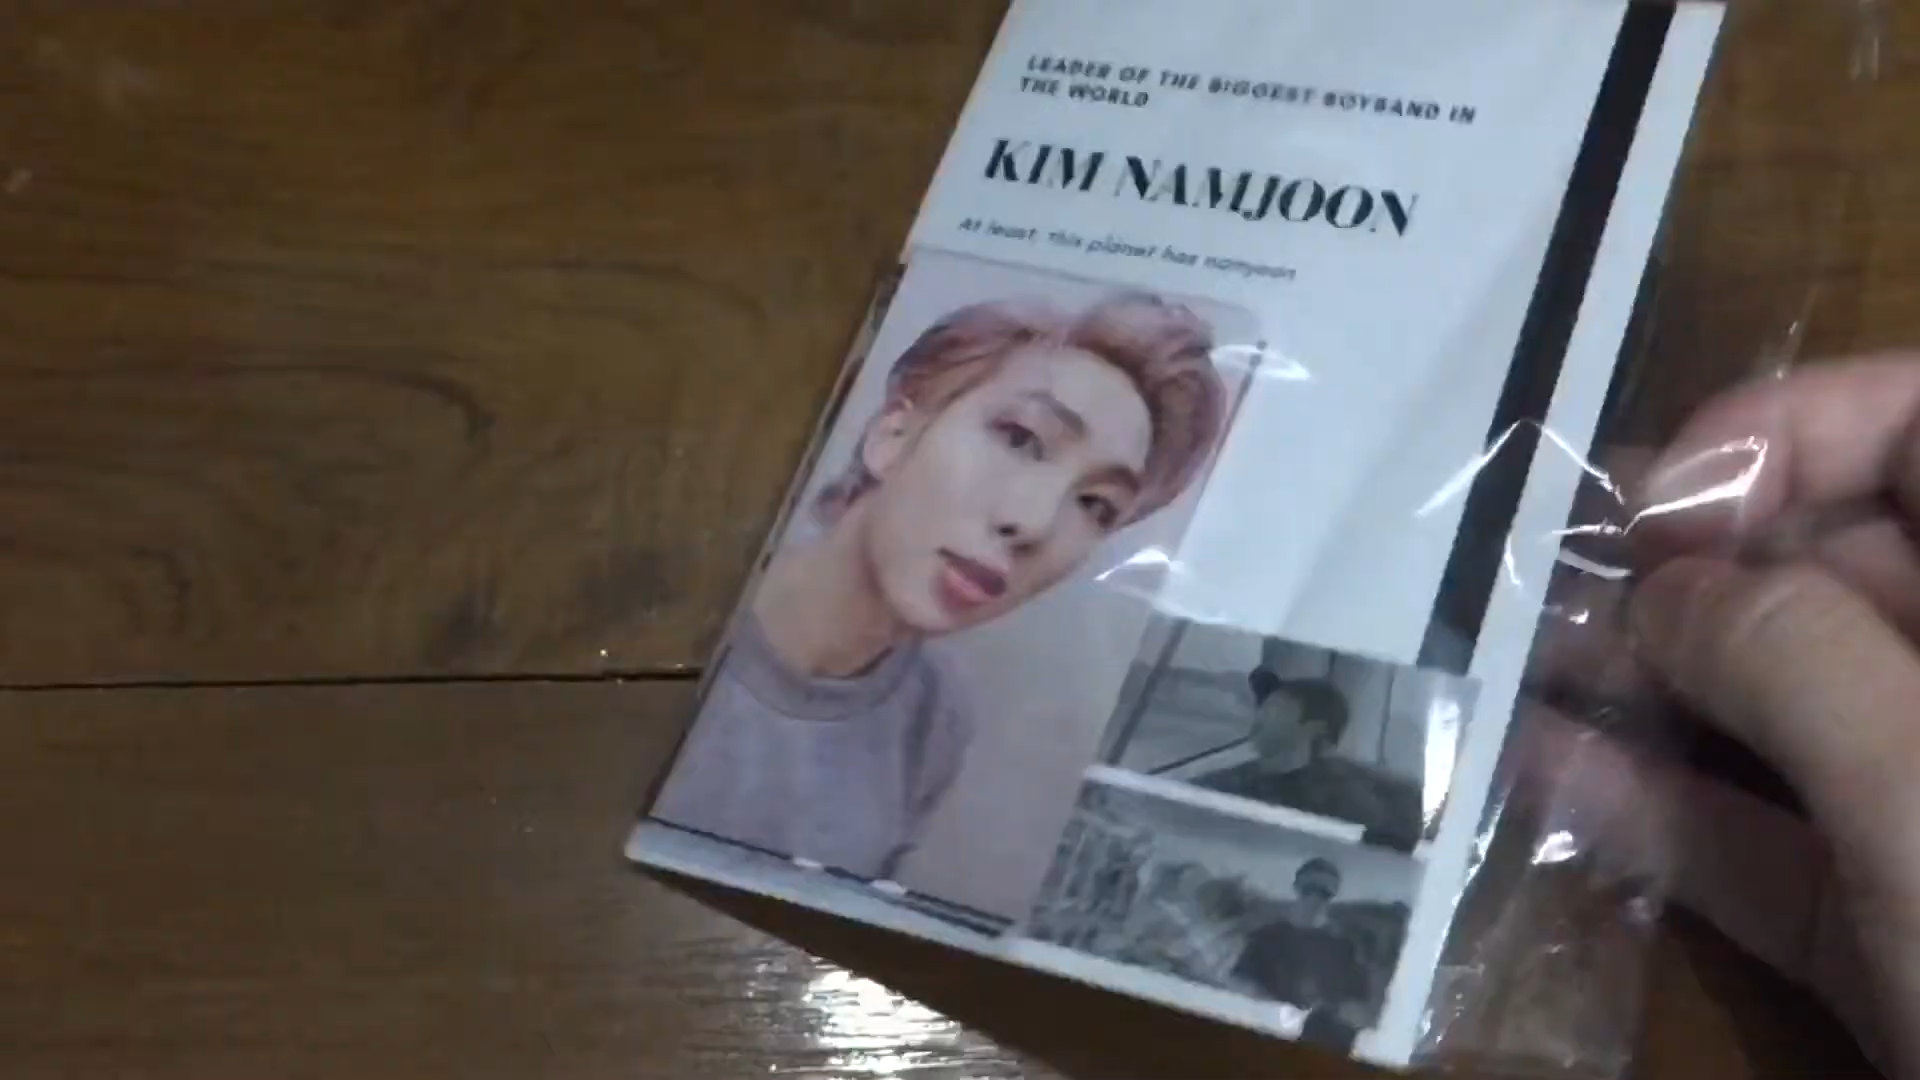 LEADER OF THE BIGGEST BOYBAND IN
THE WORLD
KIM NAMJOON
At least. This planet has namjoon